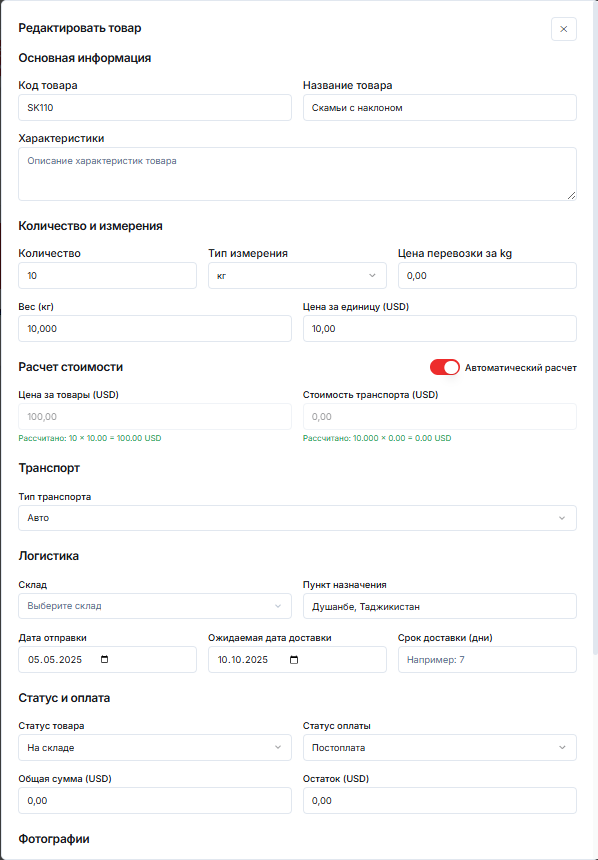 Редактировать товар
Основная информация
Код товара Название товара
SK110 Скамьи с наклоном
Характеристики
Описание характеристик товара
Количество и измерения
Количество Тип измерения Цена перевозки за kg
10 кг 0,00
Вес (кг) Цена за единицу (USD)
10,000 10,00
Расчет стоимости Автоматический расчет
Цена за товары (USD) Стоимость транспорта (USD)
100,00 0,00
Рассчитано: 10 × 10.00 = 100.00 USD Рассчитано: 10.000 × 0,00 = 0.00 USD
Транспорт
Тип транспорта
Авто
Логистика
Склад Пункт назначения
Выберите склад Душанбе, Таджикистан
Дата отправки Ожидаемая дата доставки Срок доставки (дни)
05.05.2025 10.10.2025 Например: 7
Статус и оплата
Статус товара Статус оплаты
На складе Постоплата
Общая сумма (USD) Остаток (USD)
0,00 0,00
Фотографии